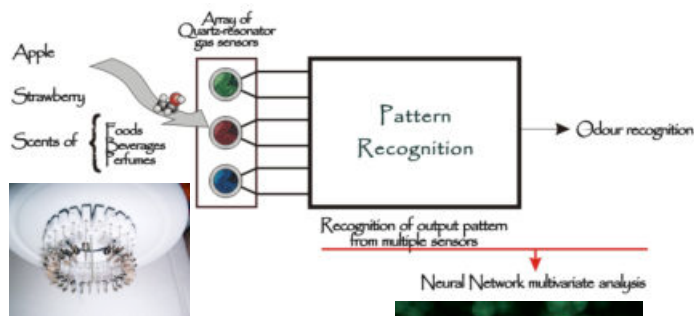 Array of
Quartz-resonator
gas sensors
Apple
Strawberry
Scents of
Foods
Beverages
Perfumes
Pattern
Recognition
Odour recognition
Recognition of output pattern
from multiple sensors
Neural Network multivariate analysis